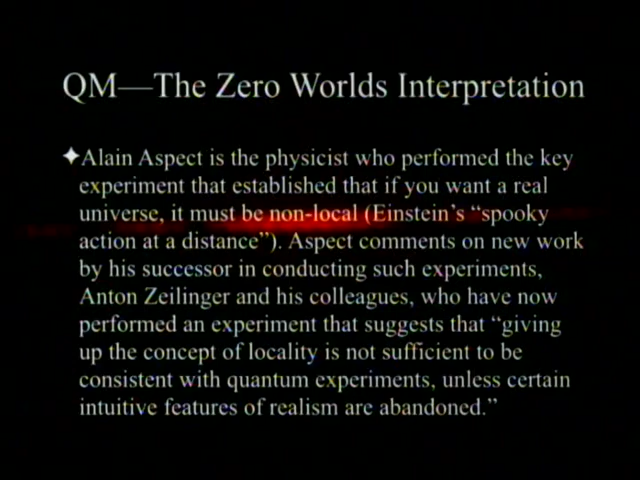 QM—The Zero Worlds Interpretation
Alain Aspect is the physicist who performed the key
experiment that established that if you want a real
universe, it must be non-local (Einstein's “spooky
action at a distance”). Aspect comments on new work
by his successor in conducting such experiments,
Anton Zeilinger and his colleagues, who have now
performed an experiment that suggests that “giving
up the concept of locality is not sufficient to be
consistent with quantum experiments, unless certain
intuitive features of realism are abandoned.”